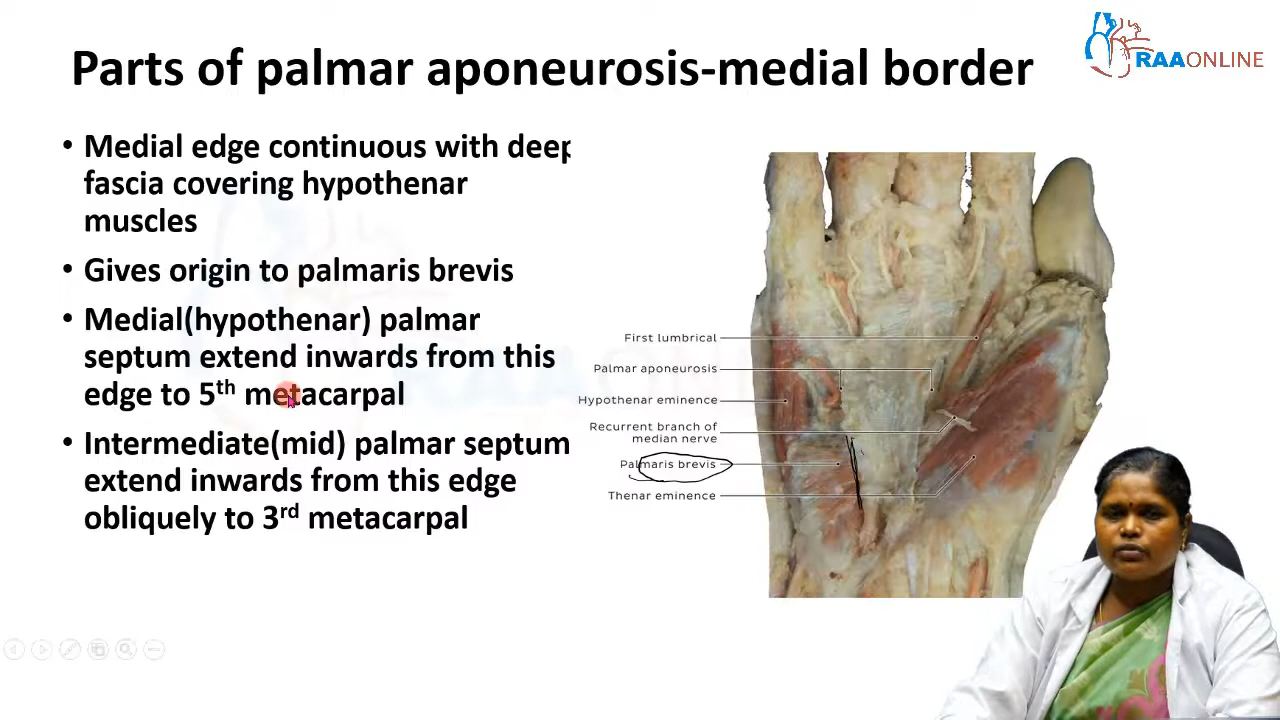 Parts of palmar aponeurosis-medial border
RAAONLINE
• Medial edge continuous with deep
fascia covering hypothenar
muscles
• Gives origin to palmaris brevis
• Medial(hypothenar) palmar
septum extend inwards from this
edge to 5th metacarpal
• Intermediate(mid) palmar septum
extend inwards from this edge
obliquely to 3rd metacarpal
First lumbrical
Palmar aponeurosis
Hypothenar eminence
Recurrent branch of
median nerve
Palmaris brevis
Thenar eminence